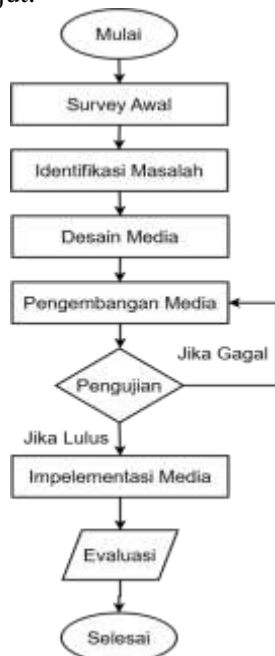 Mulai
Survey Awal
Identifikasi Masalah
Desain Media
Pengembangan Media
Jika Gagal
Pengujian
Jika Lulus
Impelementasi Media
Evaluasi
Selesai